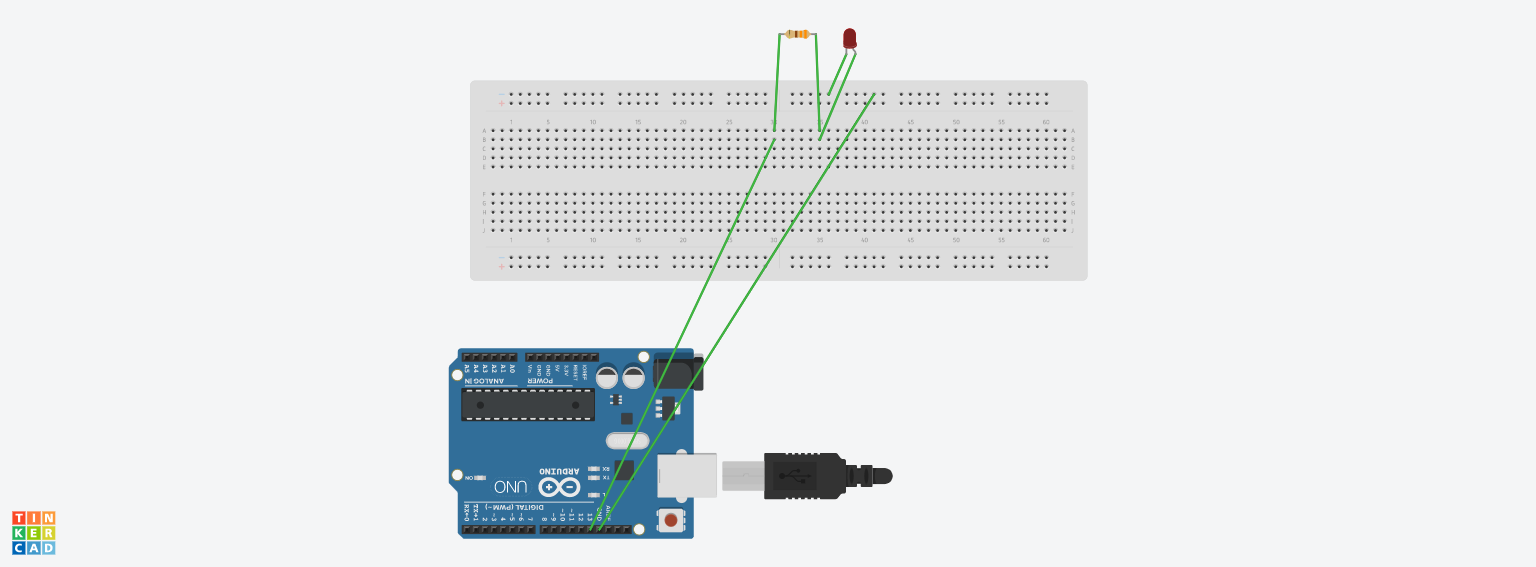 1 5 10 15 20 25 30 35 40 45 50 55 60
A A
B B
C C
D D
E E
F F
G G
H H
I I
J J
1 5 10 15 20 25 30 35 40 45 50 55 60
A5 A4 A3 A2 A1 A0
Vin GND GND 5V 3.3V RESET IOREF
ANALOG IN
POWER
RX
TX
ARDUINO
ON
UNO
L
DIGITAL (PWM~)
RX←0 TX→1 2 ~3 4 ~5 ~6 7 8 ~9 ~10 ~11 12 13 GND AREF
TIN
KER
CAD